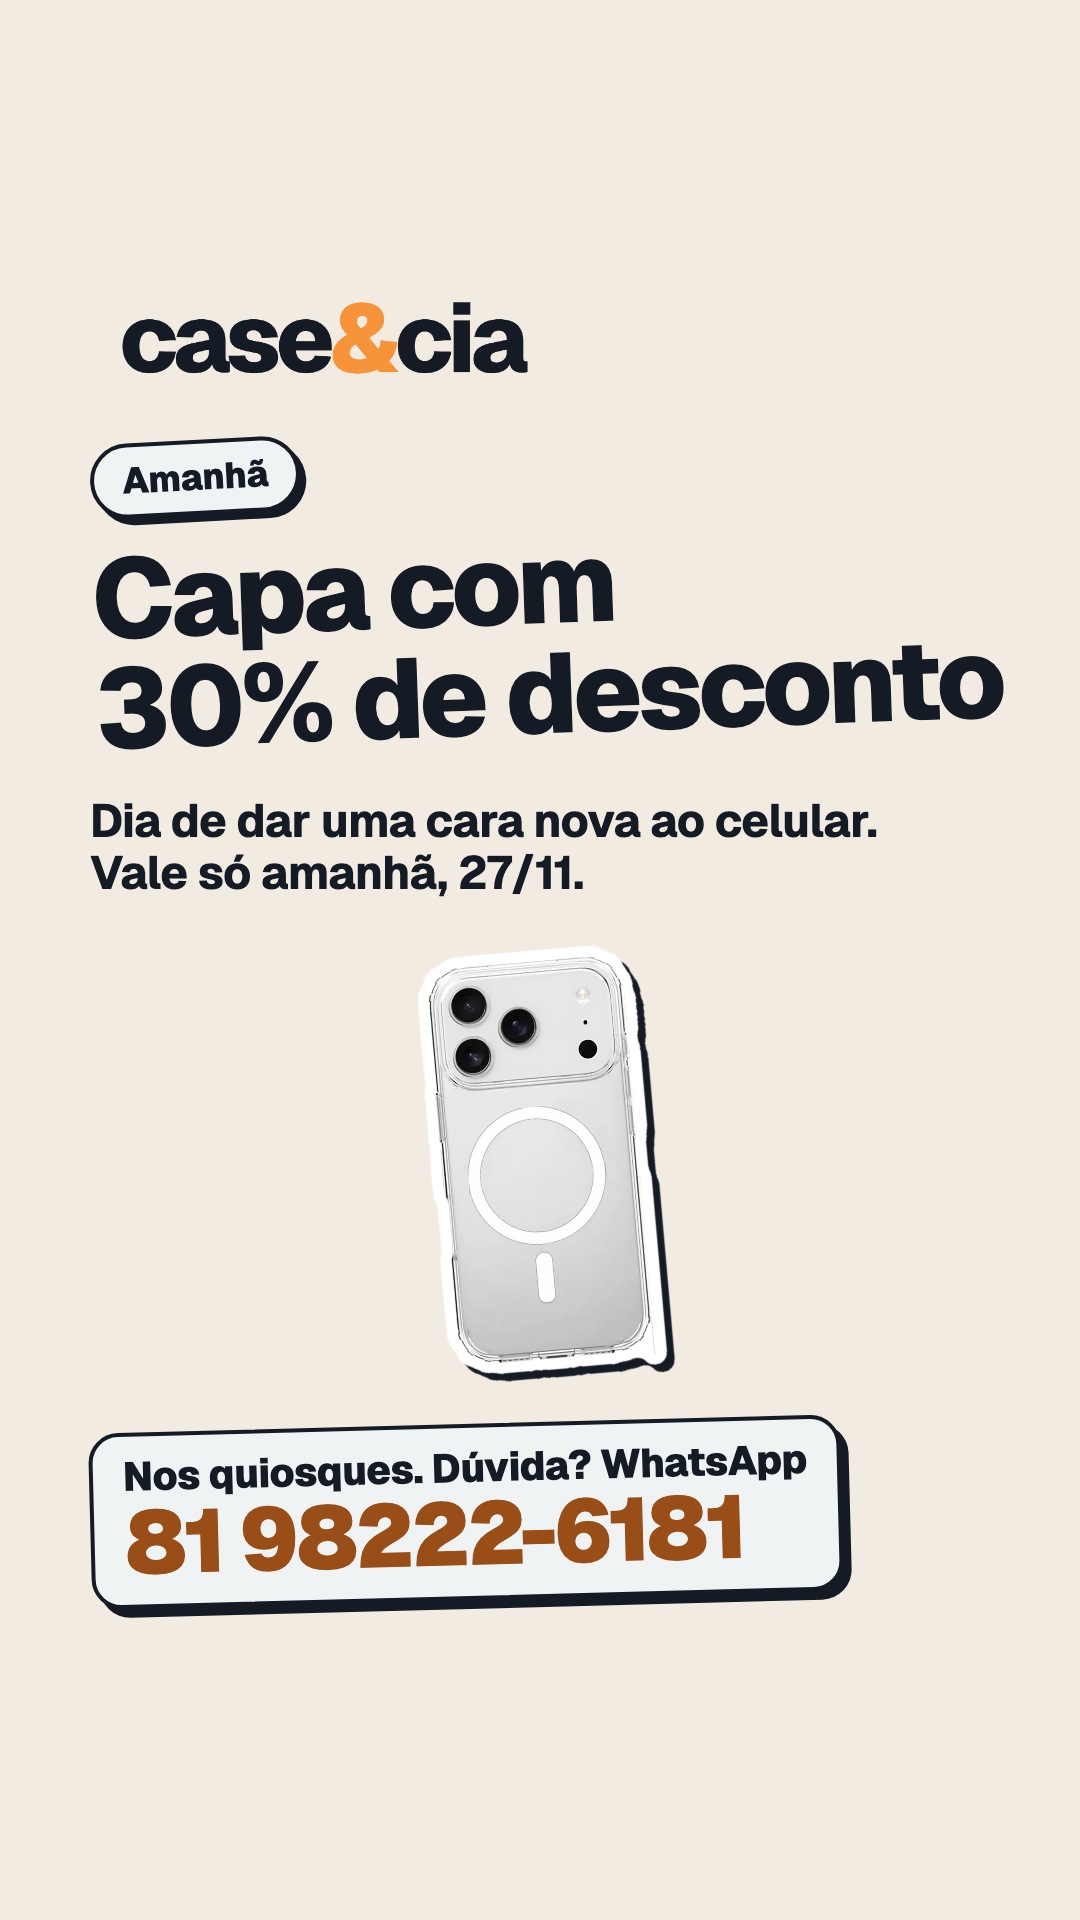 case&cia
Amanhã
Capa com
30% de desconto
Dia de dar uma cara nova ao celular.
Vale só amanhã, 27/11.
Nos quiosques. Dúvida? WhatsApp
81 98222-6181